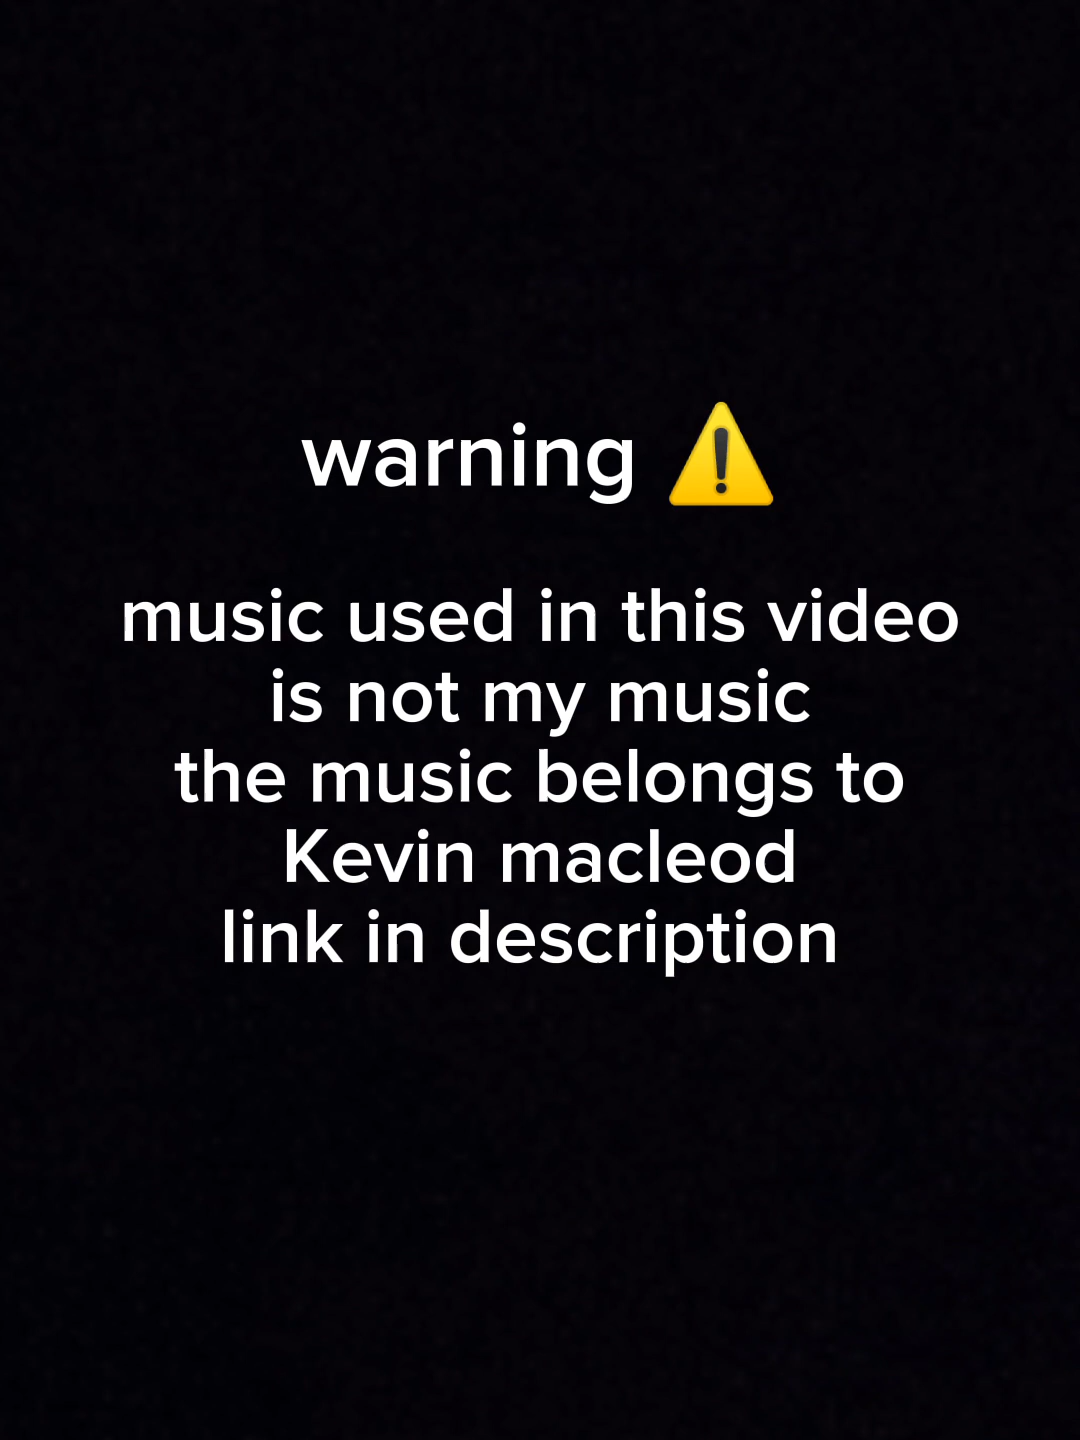 warning ⚠️
music used in this video
is not my music
the music belongs to
Kevin macleod
link in description